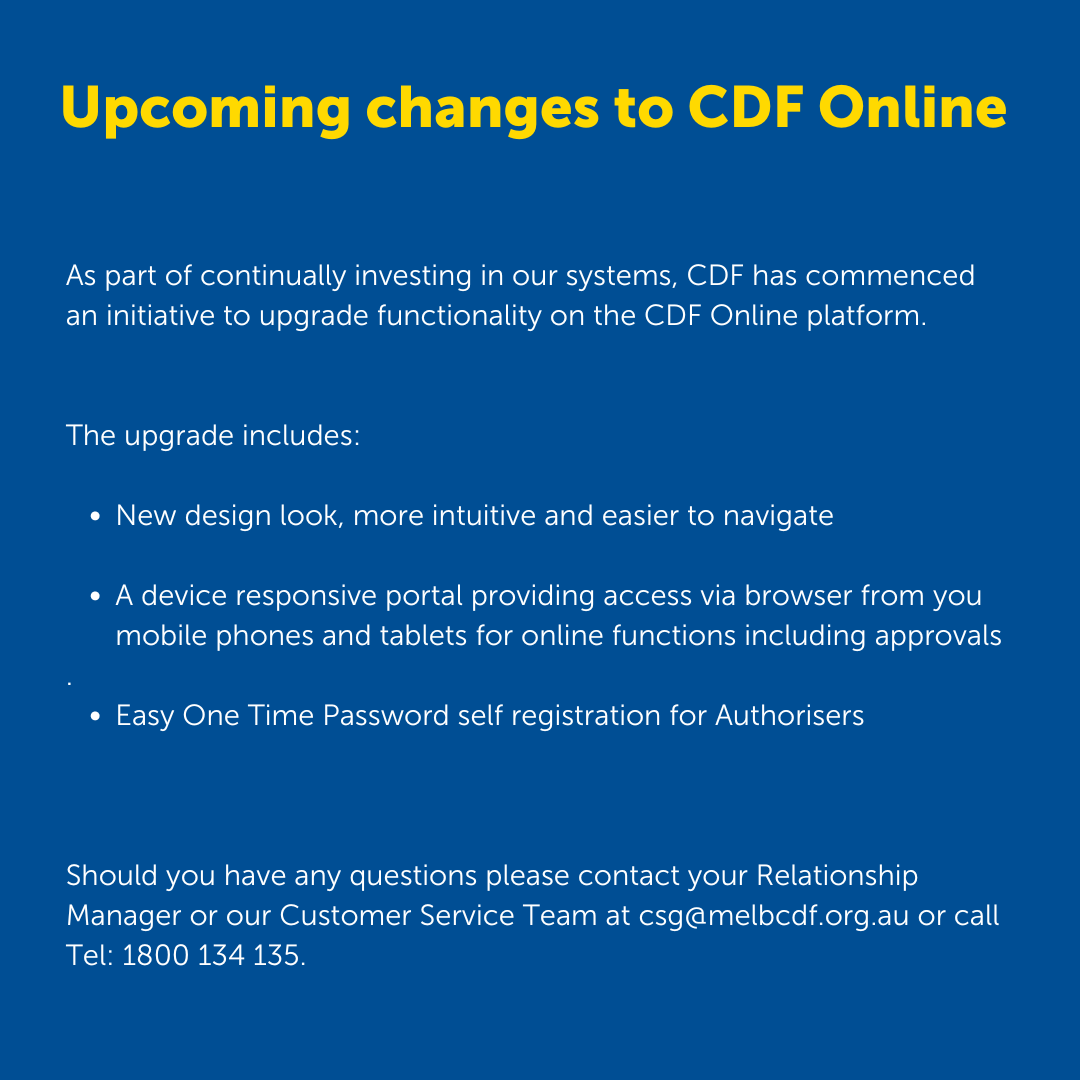 Upcoming changes to CDF Online
As part of continually investing in our systems, CDF has commenced
an initiative to upgrade functionality on the CDF Online platform.
The upgrade includes:
• New design look, more intuitive and easier to navigate
• A device responsive portal providing access via browser from you
mobile phones and tablets for online functions including approvals
.
• Easy One Time Password self registration for Authorisers
Should you have any questions please contact your Relationship
Manager or our Customer Service Team at csg@melbcdf.org.au or call
Tel: 1800 134 135.